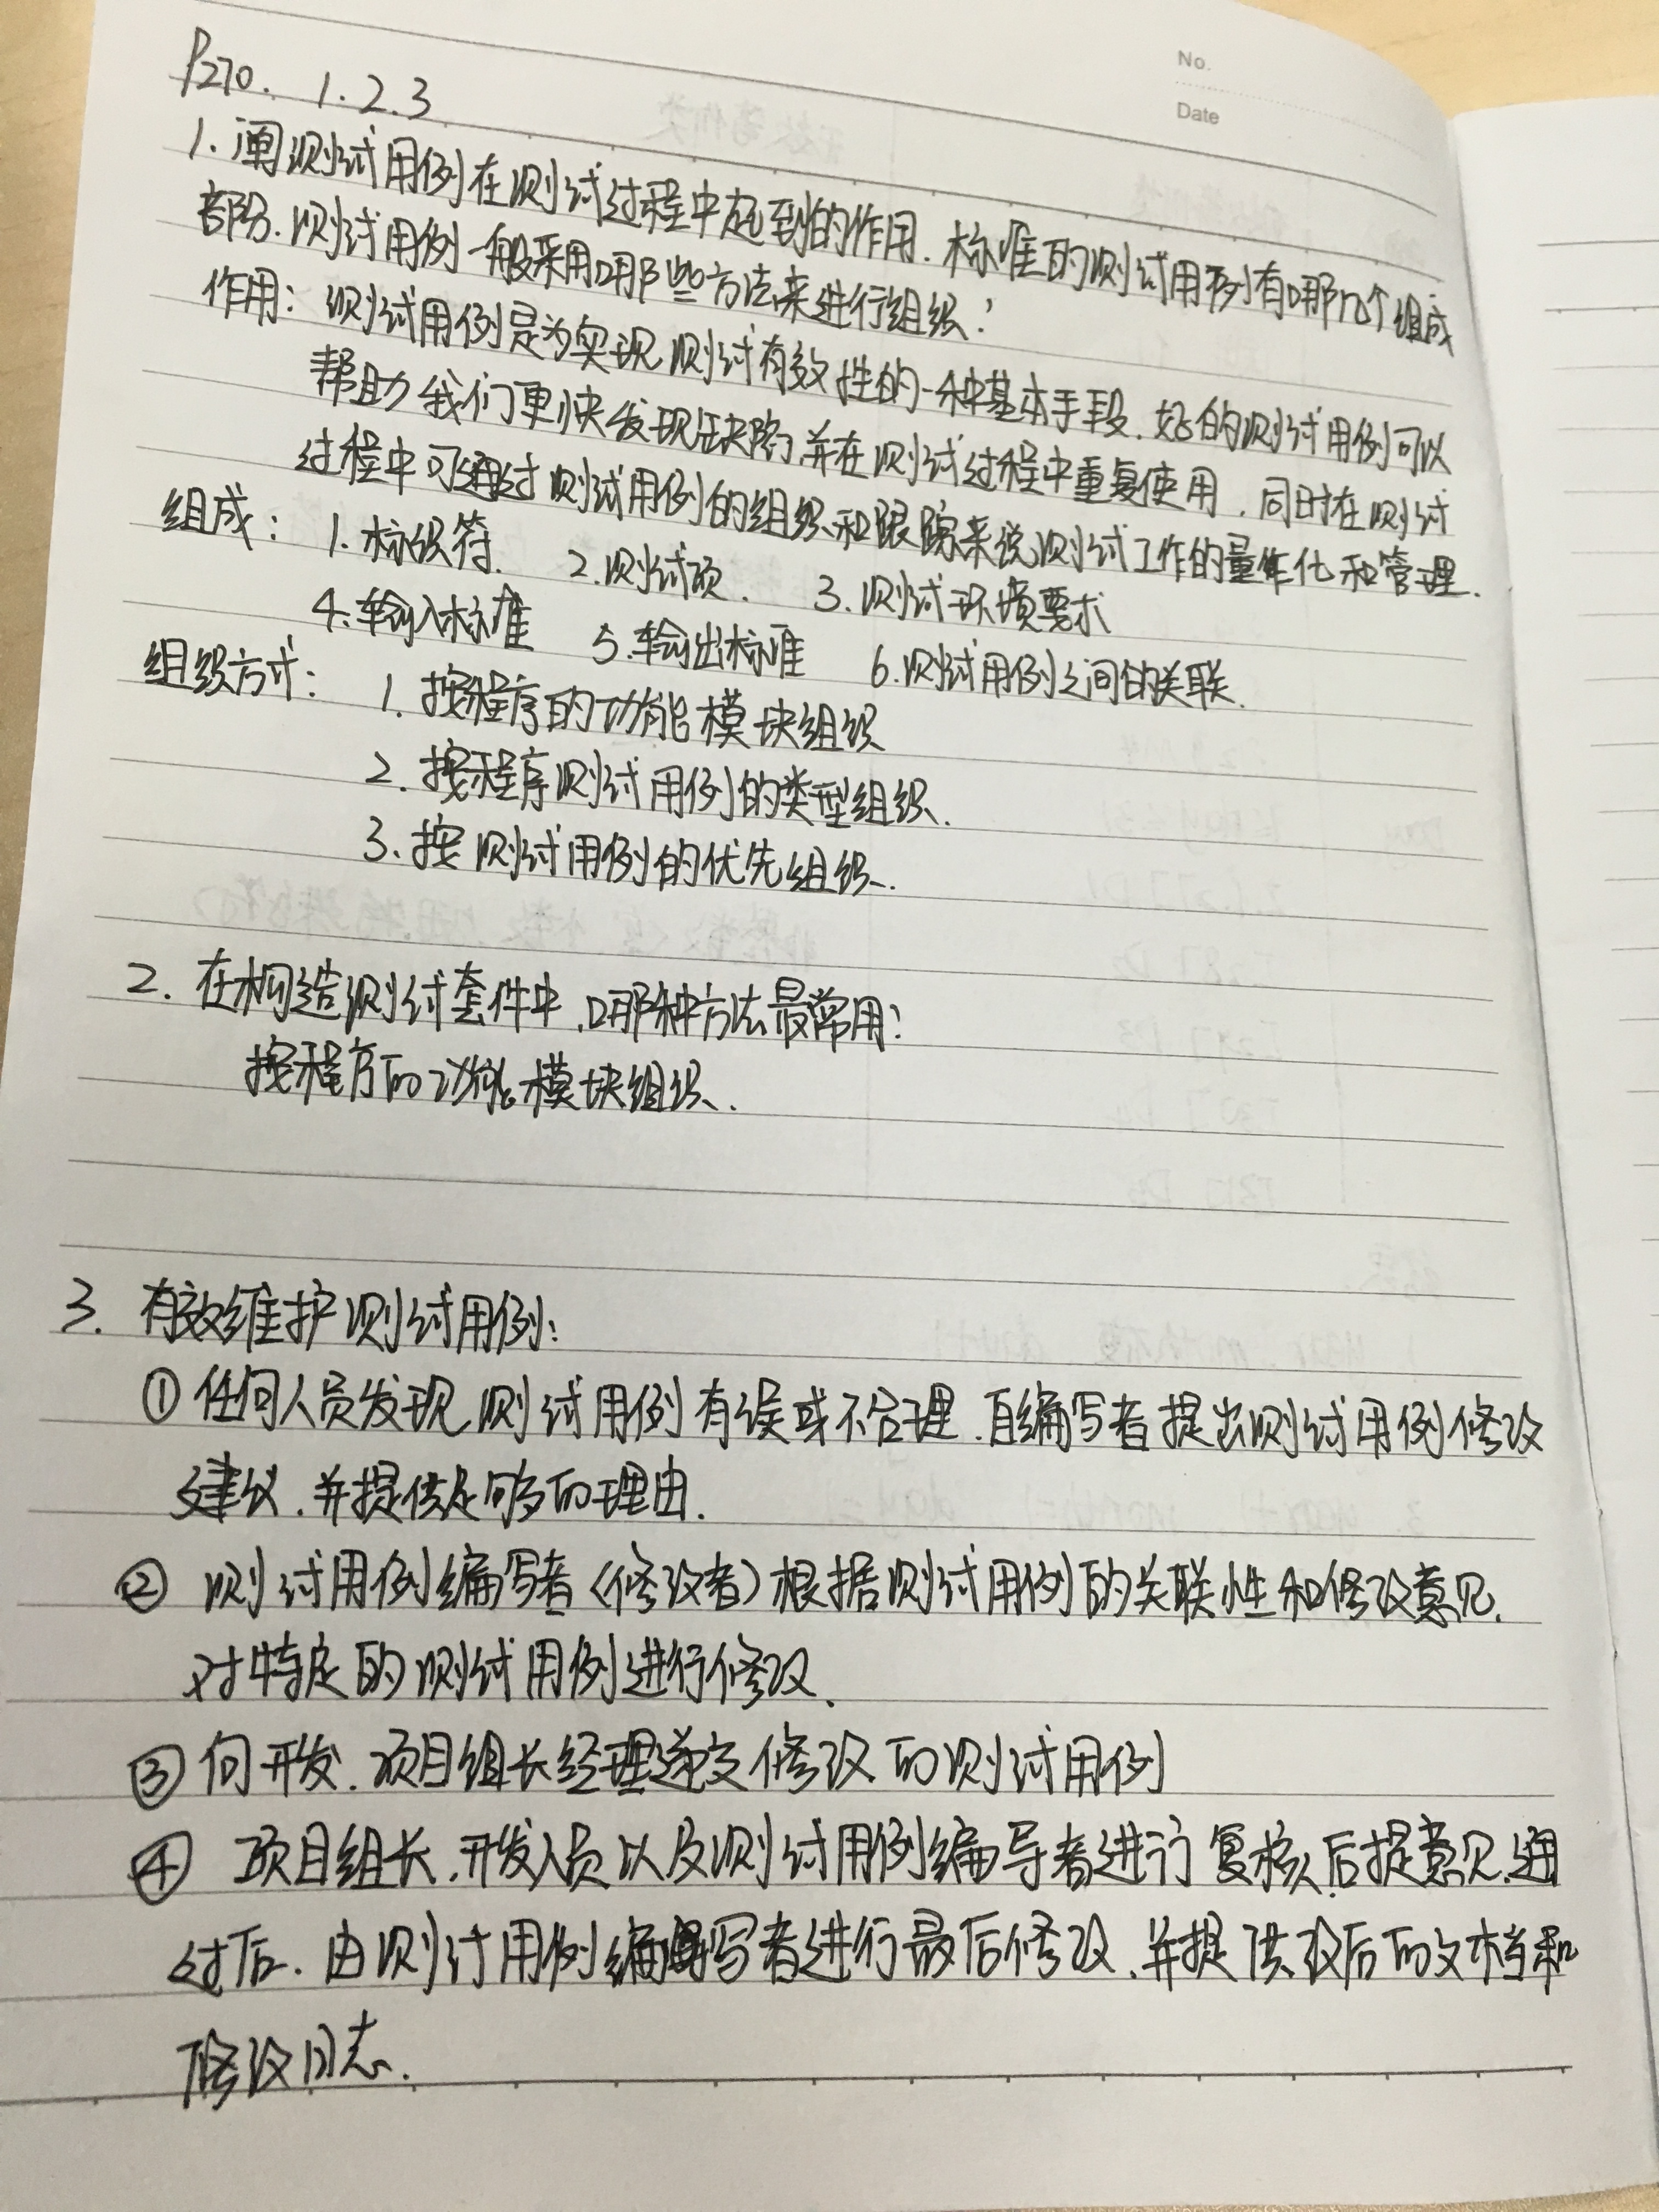 No.
Date
P270. 1.2.3
1.阐测试用例在测试过程中起到的作用.标准的测试用例有哪几个组成
部分.测试用例一般采用哪些方法来进行组织?
作用: 测试用例是为实现测试有效性的一种基本手段.好的测试用例可以
帮助我们更快发现缺陷,并在测试过程中重复使用,同时在测试
过程中可通过测试用例的组织和跟踪来说测试工作的量化和管理.
组成: 1.标织符. 2.测试项. 3.测试环境要求
4.输入标准 5.输出标准 6.测试用例之间的关联.
组织方式: 1.按程序的功能模块组织
2.按程序测试用例的类型组织.
3.按测试用例的优先组织.
2.在构造测试套件中,哪种方法最常用?
按程序的功能模块组织.
3.有效维护测试用例:
①任何人员发现测试用例有误或不合理.自编写者提出测试用例修改
建议.并提供足够的理由.
②测试用例编写者(修改者)根据测试用例的关联性和修改意见.
对特定的测试用例进行修改.
③向开发.项目组长经理递交修改的测试用例
④项目组长.开发人员以及测试用例编导者进行复核后提意见.通
过后.由测讨用例编写者进行最后修改.并提供改后的文档和
修改日志.